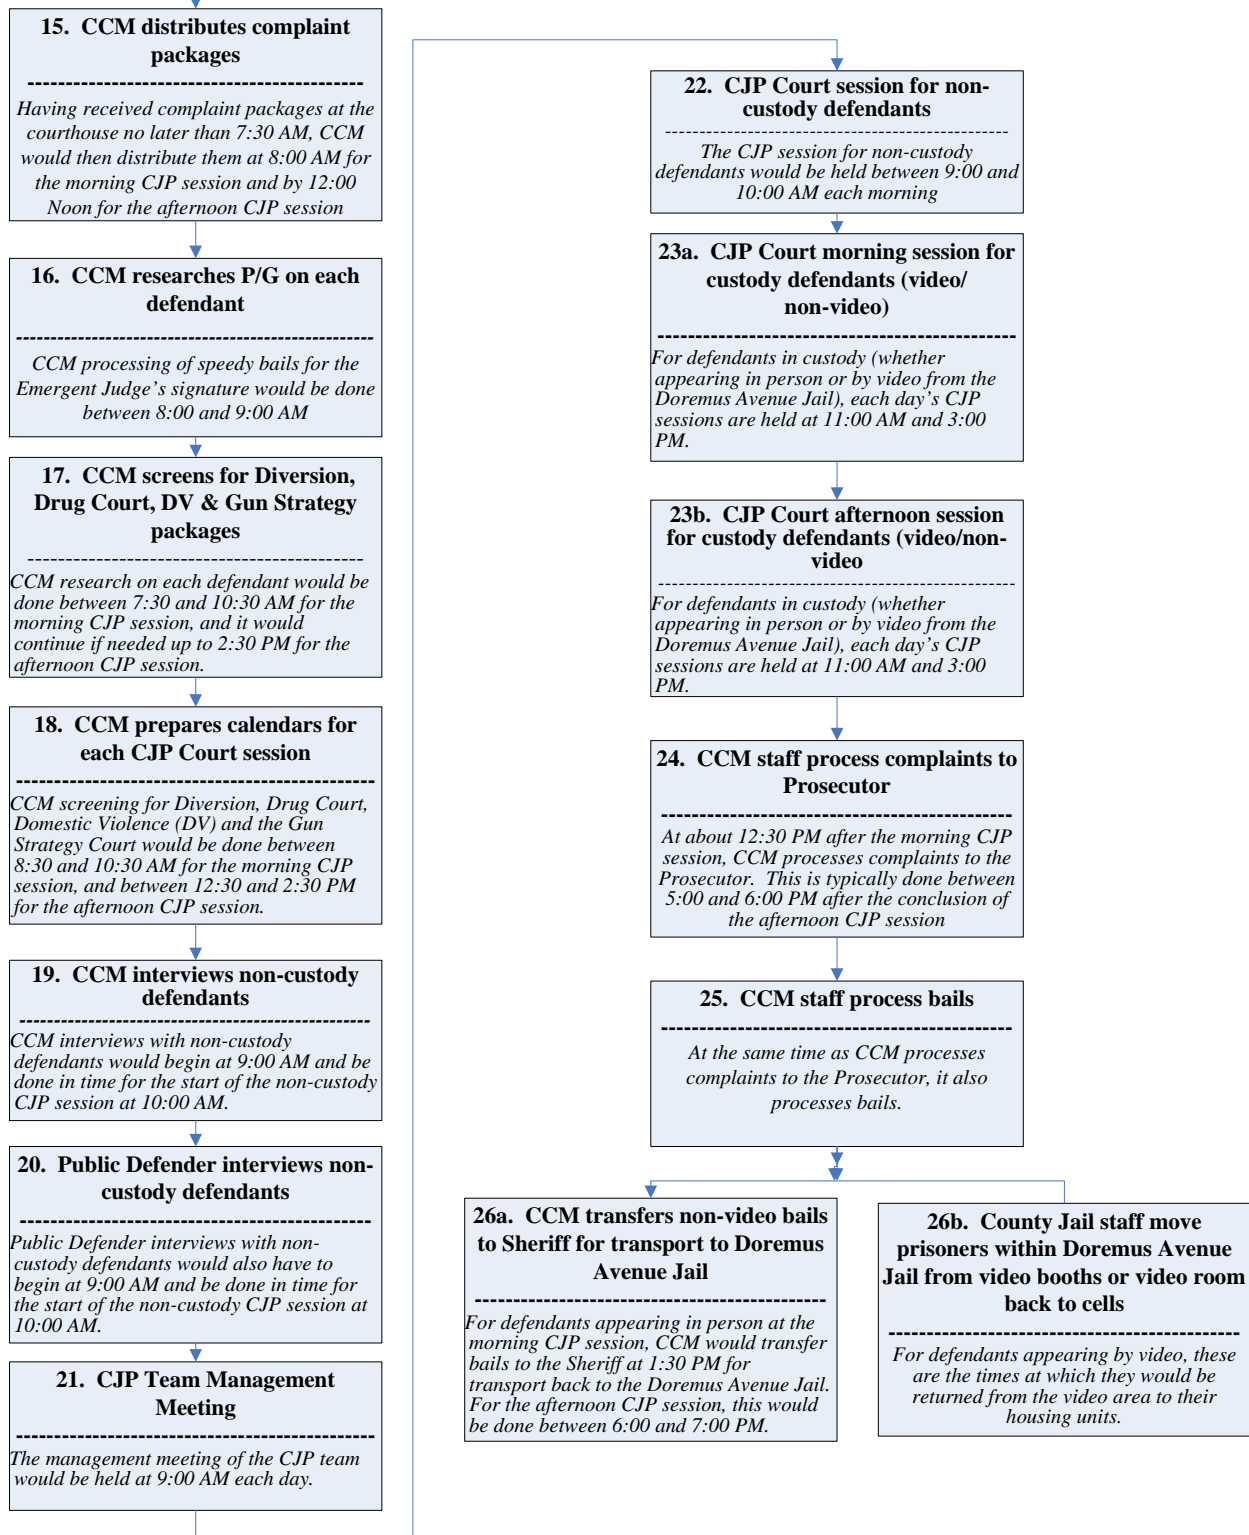 15. CCM distributes complaint
packages
--------------------------------------------
Having received complaint packages at the
courthouse no later than 7:30 AM, CCM
would then distribute them at 8:00 AM for
the morning CJP session and by 12:00
Noon for the afternoon CJP session
16. CCM researches P/G on each
defendant
--------------------------------------------
CCM processing of speedy bails for the
Emergent Judge’s signature would be done
between 8:00 and 9:00 AM
17. CCM screens for Diversion,
Drug Court, DV & Gun Strategy
packages
--------------------------------------------
CCM research on each defendant would be
done between 7:30 and 10:30 AM for the
morning CJP session, and it would
continue if needed up to 2:30 PM for the
afternoon CJP session.
18. CCM prepares calendars for
each CJP Court session
--------------------------------------------
CCM screening for Diversion, Drug Court,
Domestic Violence (DV) and the Gun
Strategy Court would be done between
8:30 and 10:30 AM for the morning CJP
session, and between 12:30 and 2:30 PM
for the afternoon CJP session.
19. CCM interviews non-custody
defendants
--------------------------------------------
CCM interviews with non-custody
defendants would begin at 9:00 AM and be
done in time for the start of the non-custody
CJP session at 10:00 AM.
20. Public Defender interviews non-
custody defendants
--------------------------------------------
Public Defender interviews with non-
custody defendants would also have to
begin at 9:00 AM and be done in time for
the start of the non-custody CJP session at
10:00 AM.
21. CJP Team Management
Meeting
--------------------------------------------
The management meeting of the CJP team
would be held at 9:00 AM each day.
22. CJP Court session for non-
custody defendants
--------------------------------------------
The CJP session for non-custody
defendants would be held between 9:00 and
10:00 AM each morning
23a. CJP Court morning session for
custody defendants (video/
non-video)
--------------------------------------------
For defendants in custody (whether
appearing in person or by video from the
Doremus Avenue Jail), each day’s CJP
sessions are held at 11:00 AM and 3:00
PM.
23b. CJP Court afternoon session
for custody defendants (video/non-
video
--------------------------------------------
For defendants in custody (whether
appearing in person or by video from the
Doremus Avenue Jail), each day’s CJP
sessions are held at 11:00 AM and 3:00
PM.
24. CCM staff process complaints to
Prosecutor
--------------------------------------------
At about 12:30 PM after the morning CJP
session, CCM processes complaints to the
Prosecutor. This is typically done between
5:00 and 6:00 PM after the conclusion of
the afternoon CJP session
25. CCM staff process bails
--------------------------------------------
At the same time as CCM processes
complaints to the Prosecutor, it also
processes bails.
26a. CCM transfers non-video bails
to Sheriff for transport to Doremus
Avenue Jail
--------------------------------------------
For defendants appearing in person at the
morning CJP session, CCM would transfer
bails to the Sheriff at 1:30 PM for
transport back to the Doremus Avenue Jail.
For the afternoon CJP session, this would
be done between 6:00 and 7:00 PM.
26b. County Jail staff move
prisoners within Doremus Avenue
Jail from video booths or video room
back to cells
--------------------------------------------
For defendants appearing by video, these
are the times at which they would be
returned from the video area to their
housing units.